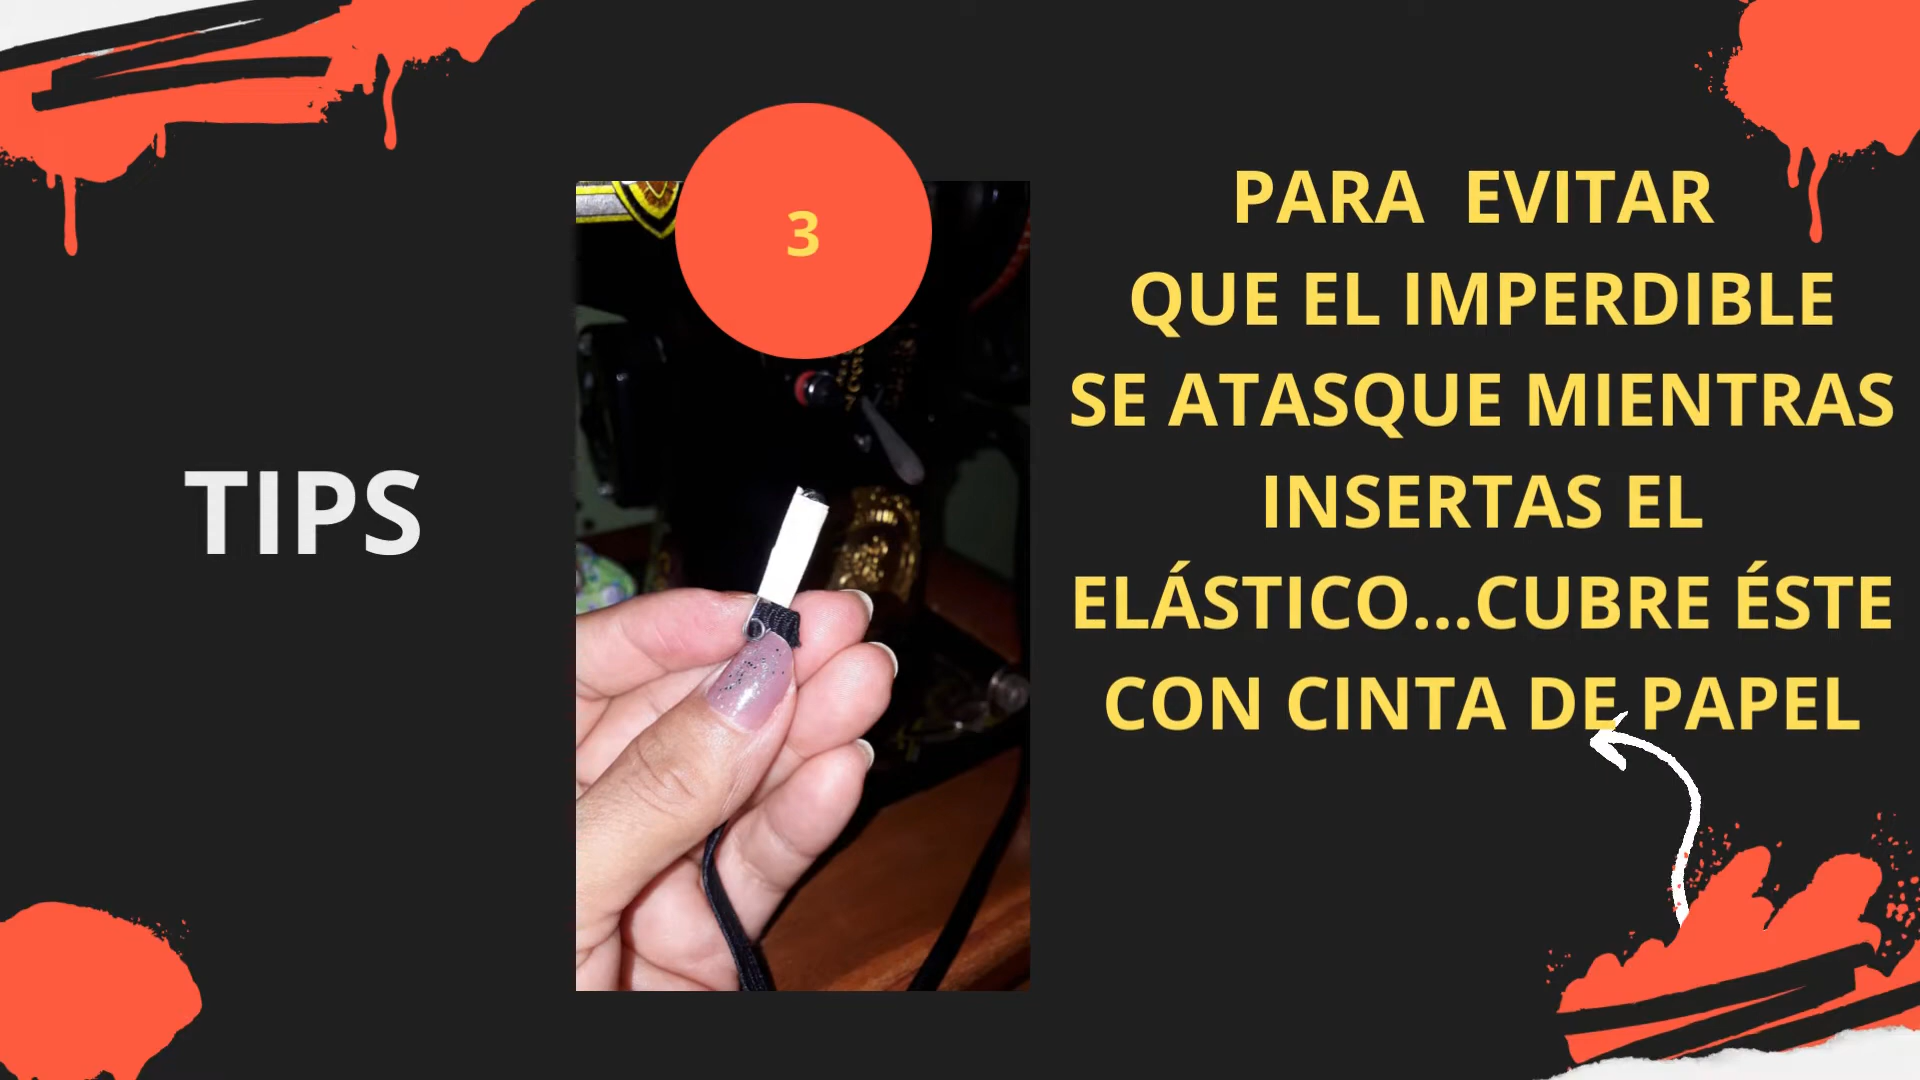 TIPS
3
PARA EVITAR
QUE EL IMPERDIBLE
SE ATASQUE MIENTRAS
INSERTAS EL
ELÁSTICO...CUBRE ÉSTE
CON CINTA DE PAPEL